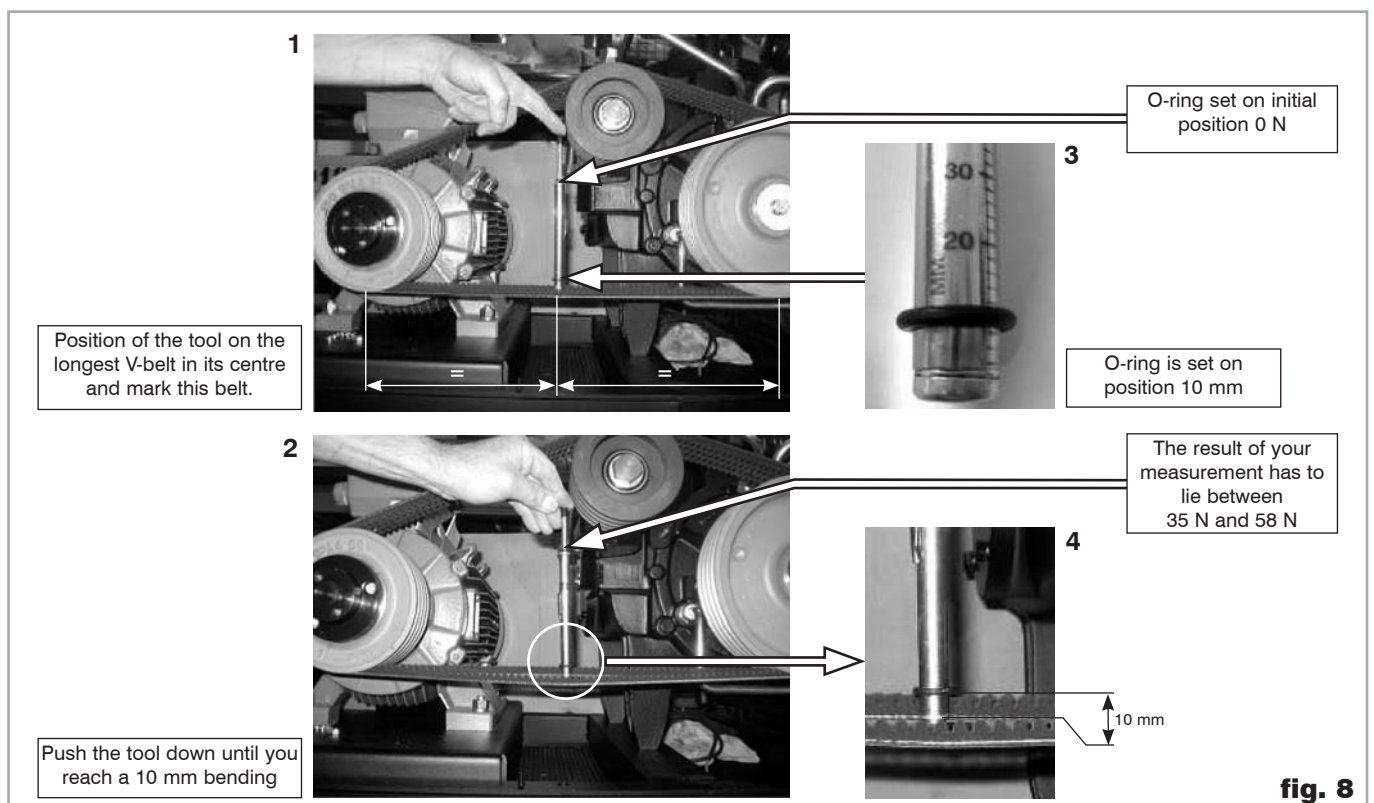 1
O-ring set on initial
position 0 N
3
30
20
MM
Position of the tool on the
longest V-belt in its centre
and mark this belt.
=
=
O-ring is set on
position 10 mm
2
The result of your
measurement has to
lie between
35 N and 58 N
4
10 mm
Push the tool down until you
reach a 10 mm bending
fig. 8